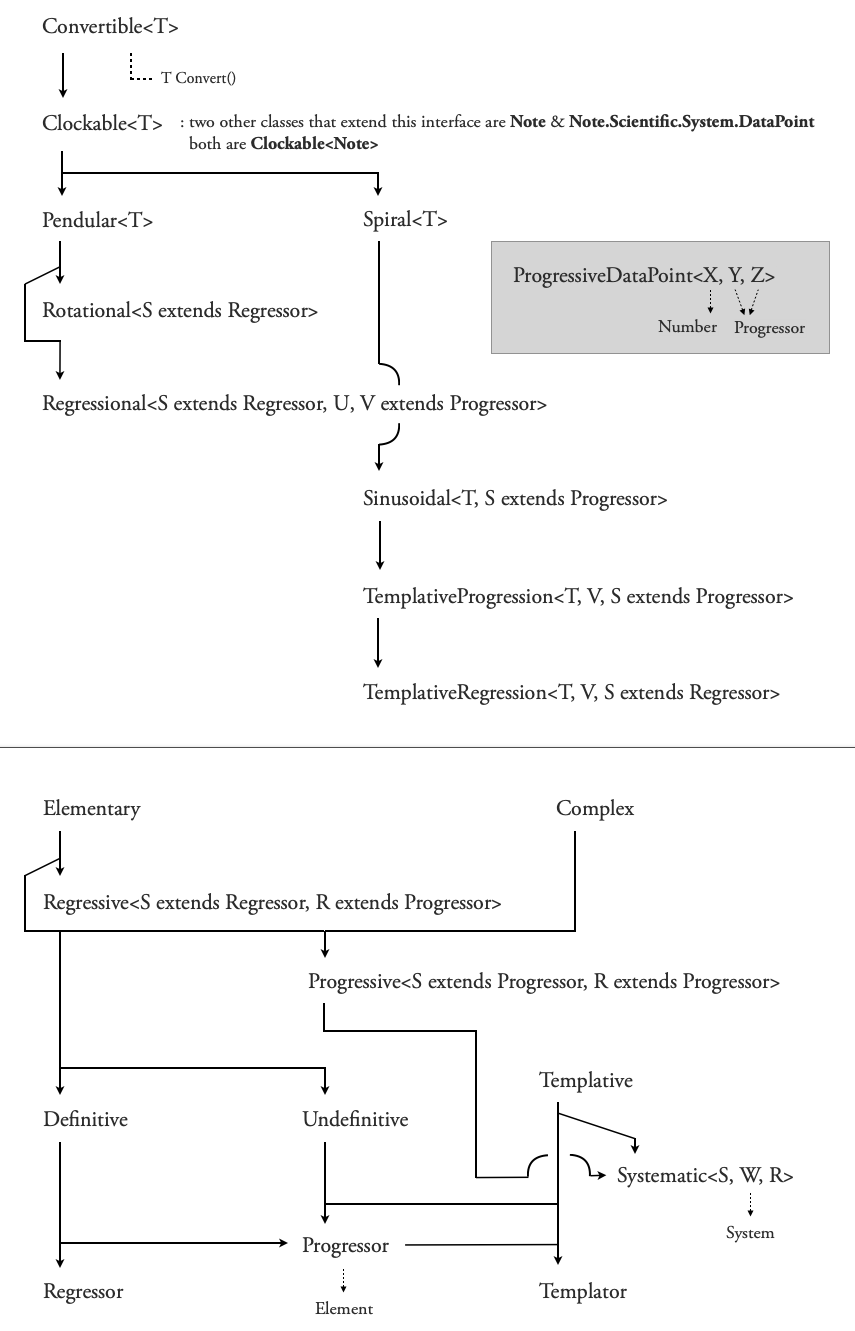 Convertible<T>
T Convert()
Clockable<T> : two other classes that extend this interface are Note & Note.Scientific.System.DataPoint
both are Clockable<Note>
Pendular<T>
Spiral<T>
ProgressiveDataPoint<X, Y, Z>
Number
Progressor
Rotational<S extends Regressor>
Regressional<S extends Regressor, U, V extends Progressor>
Sinusoidal<T, S extends Progressor>
TemplativeProgression<T, V, S extends Progressor>
TemplativeRegression<T, V, S extends Regressor>
Elementary
Complex
Regressive<S extends Regressor, R extends Progressor>
Progressive<S extends Progressor, R extends Progressor>
Templative
Definitive
Undefinitive
Systematic<S, W, R>
System
Progressor
Regressor
Templator
Element